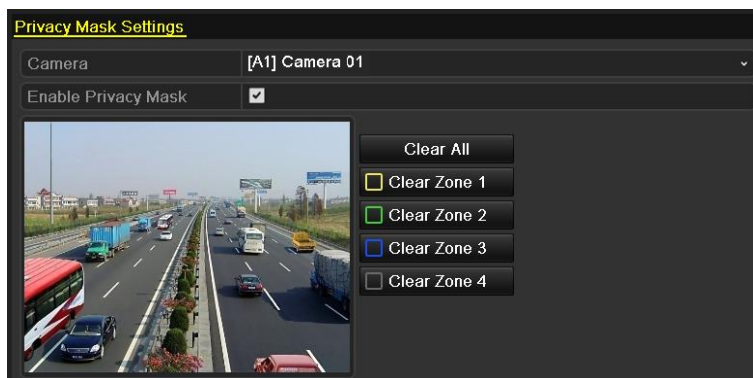 Privacy Mask Settings
Camera [A1] Camera 01
Enable Privacy Mask
Clear All
Clear Zone 1
Clear Zone 2
Clear Zone 3
Clear Zone 4